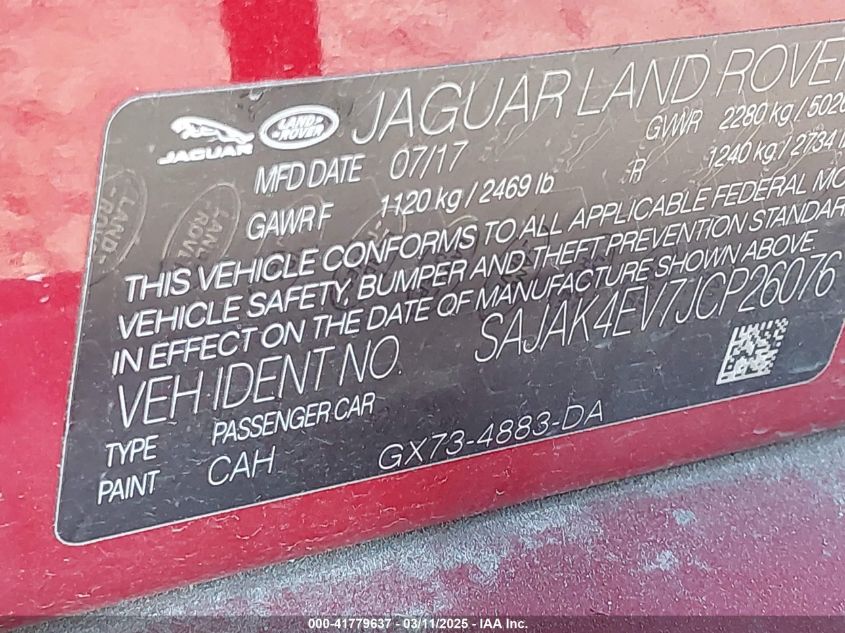 JAGUAR LAND ROVER JAGUAR LAND ROVER
MFD DATE 07/17 GVWR 2280 kg / 5026
GAWR F 1120 kg / 2469 lb R 1240 kg / 2734 lb
THIS VEHICLE CONFORMS TO ALL APPLICABLE FEDERAL MO
VEHICLE SAFETY, BUMPER AND THEFT PREVENTION STANDAR
IN EFFECT ON THE DATE OF MANUFACTURE SHOWN ABOVE
VEH IDENT NO. SAJAK4EV7JCP26076
TYPE PASSENGER CAR
PAINT CAH GX73-4883-DA
000-41779637 - 03/11/2025 - IAA Inc.